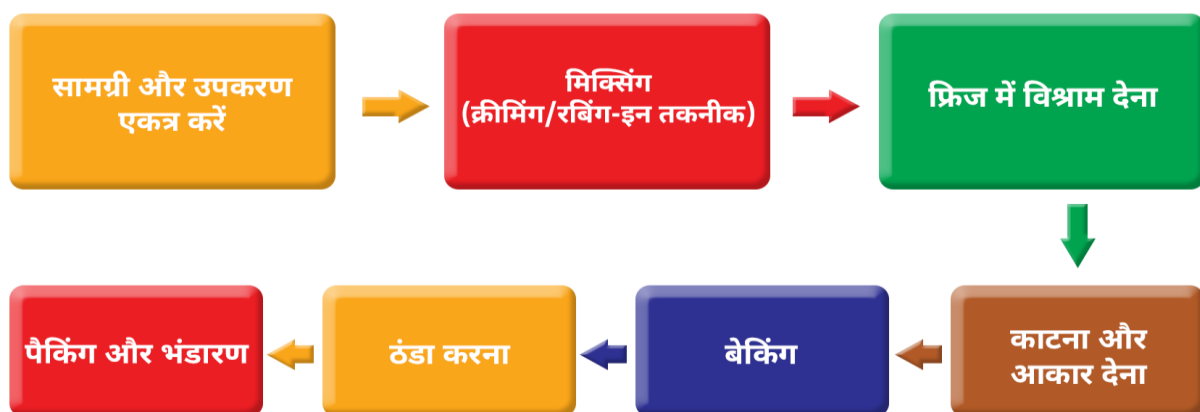 सामग्री और उपकरण
एकत्र करें
मिक्सिंग
(क्रीमिंग/रबिंग-इन तकनीक)
फ्रिज में विश्राम देना
काटना और
आकार देना
बेकिंग
ठंडा करना
पैकिंग और भंडारण